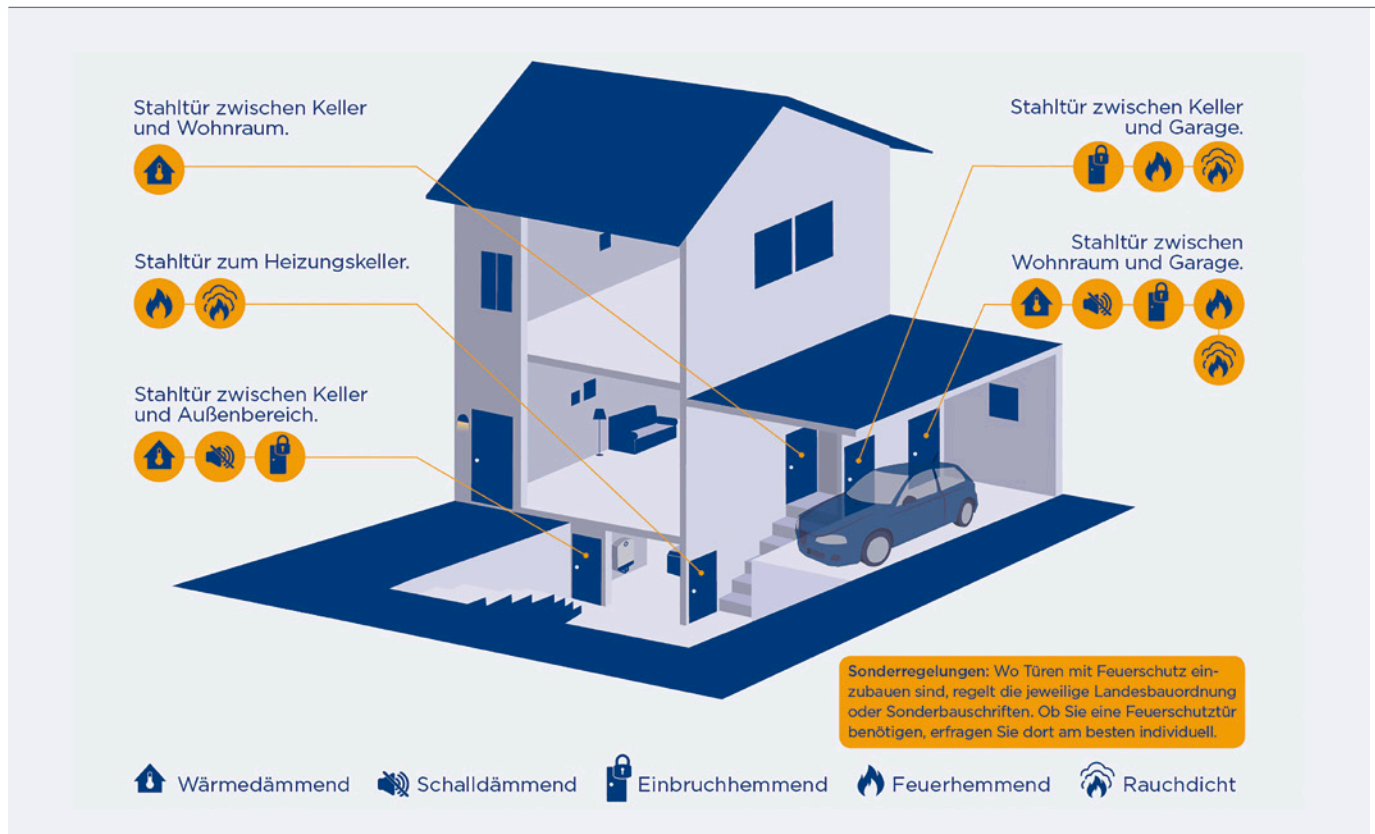 Stahltür zwischen Keller
und Wohnraum.
Stahltür zum Heizungskeller.
Stahltür zwischen Keller
und Außenbereich.
Stahltür zwischen Keller
und Garage.
Stahltür zwischen
Wohnraum und Garage.
Sonderregelungen: Wo Türen mit Feuerschutz ein-
zubauen sind, regelt die jeweilige Landesbauordnung
oder Sonderbauschriften. Ob Sie eine Feuerschutztür
benötigen, erfragen Sie dort am besten individuell.
Wärmedämmend Schalldämmend Einbruchhemmend Feuerhemmend Rauchdicht